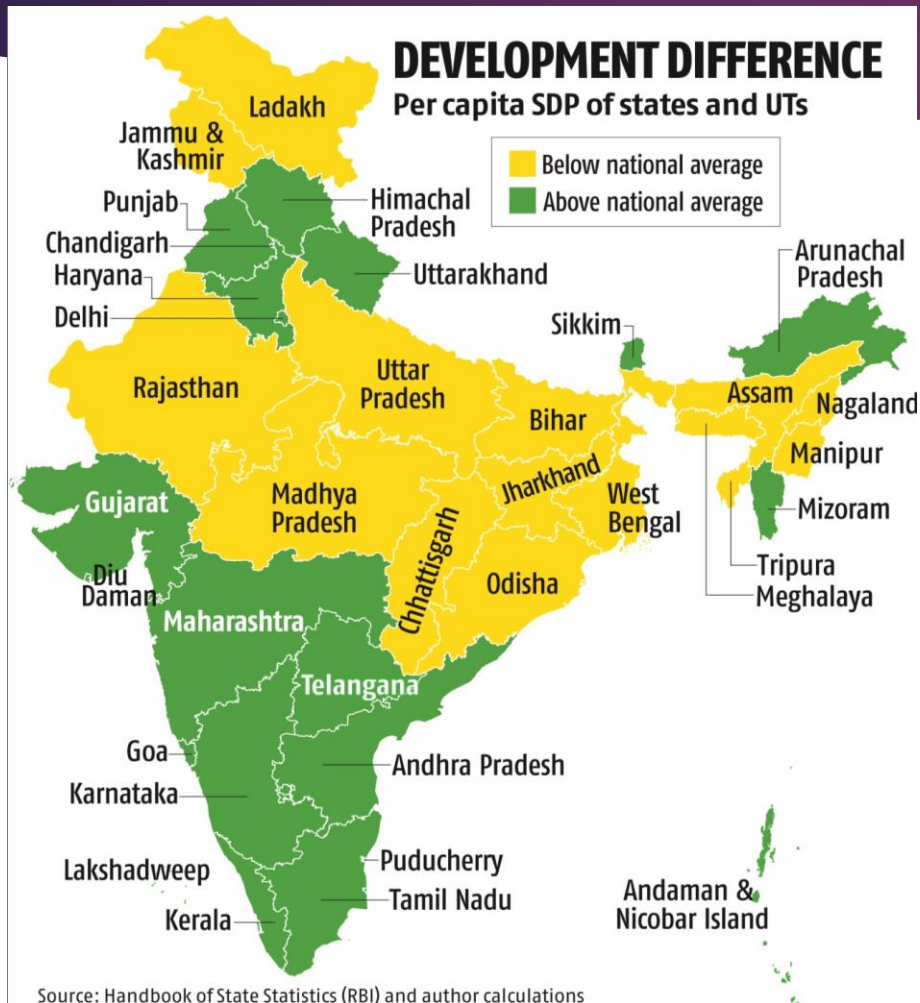 DEVELOPMENT DIFFERENCE
Per capita SDP of states and UTs
Below national average
Above national average
Ladakh
Jammu &
Kashmir
Punjab
Himachal
Pradesh
Chandigarh
Haryana
Uttarakhand
Delhi
Arunachal
Pradesh
Sikkim
Rajasthan
Uttar
Pradesh
Bihar
Assam
Nagaland
Manipur
Gujarat
Madhya
Pradesh
Jharkhand
West
Bengal
Mizoram
Diu
Daman
Chhattisgarh
Odisha
Tripura
Meghalaya
Maharashtra
Telangana
Goa
Andhra Pradesh
Karnataka
Lakshadweep
Puducherry
Tamil Nadu
Kerala
Andaman &
Nicobar Island
Source: Handbook of State Statistics (RBI) and author calculations